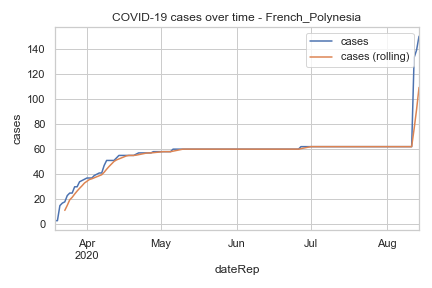 COVID-19 cases over time - French_Polynesia
cases
cases (rolling)
140
120
100
80
60
40
20
0
cases
Apr
2020
May
Jun
Jul
Aug
dateRep